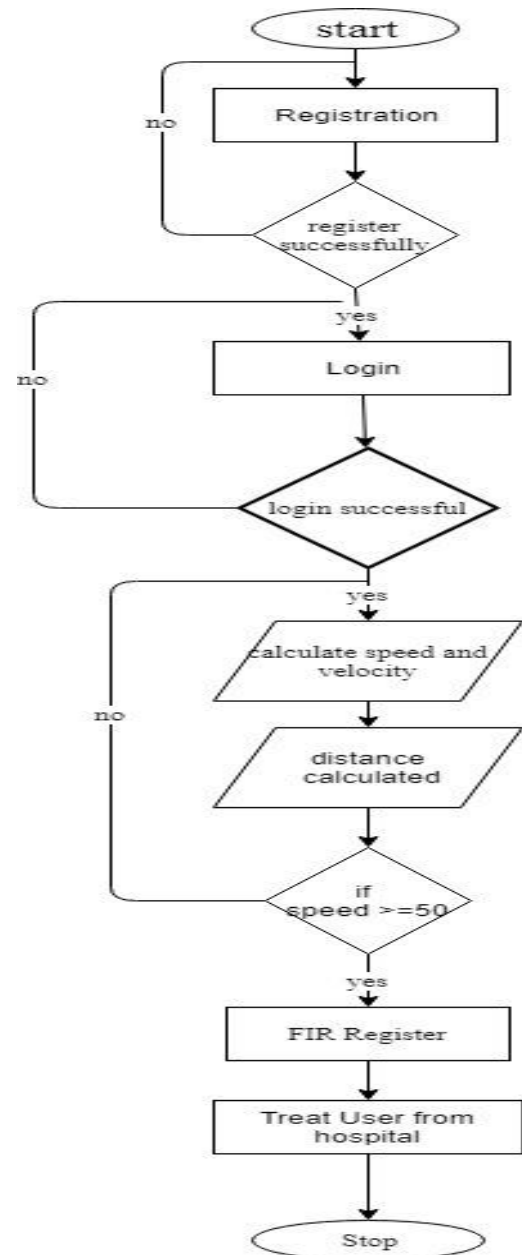 start
Registration
no
register
successfully
yes
Login
no
login successful
yes
calculate speed and
velocity
no
distance
calculated
if
speed >=50
yes
FIR Register
Treat User from
hospital
Stop